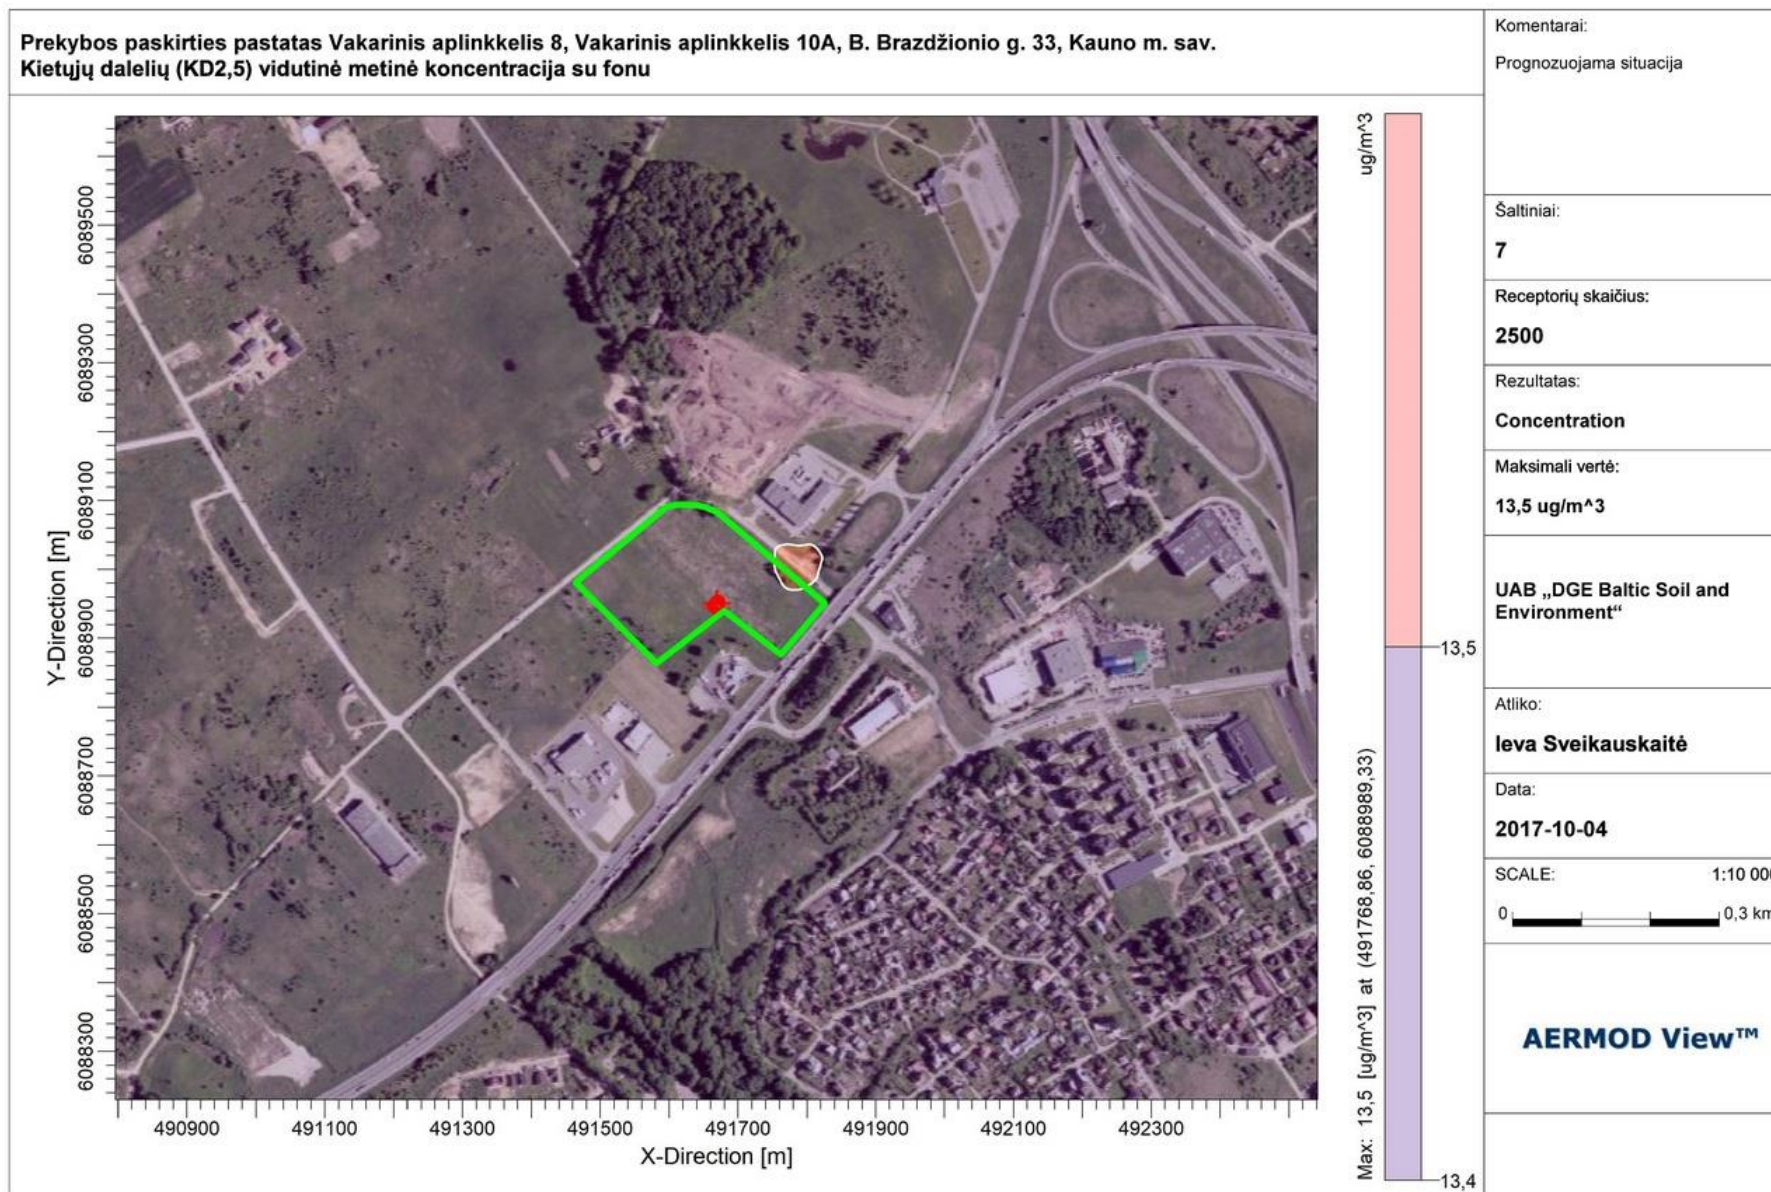 Prekybos paskirties pastatas Vakarinis aplinkkelis 8, Vakarinis aplinkkelis 10A, B. Brazdžionio g. 33, Kauno m. sav.
Kietųjų dalelių (KD2,5) vidutinė metinė koncentracija su fonu
Y-Direction [m]
6089500
6089300
6089100
6088900
6088700
6088500
6088300
490900
491100
491300
491500
491700
491900
492100
492300
X-Direction [m]
ug/m^3
13,5
13,4
Max: 13,5 [ug/m^3] at (491768,86, 6088989,33)
Komentarai:
Prognozuojama situacija
Šaltiniai:
7
Receptorių skaičius:
2500
Rezultatas:
Concentration
Maksimali vertė:
13,5 ug/m^3
UAB „DGE Baltic Soil and
Environment“
Atliko:
Ieva Sveikauskaitė
Data:
2017-10-04
SCALE: 1:10 000
0 0,3 km
AERMOD View™